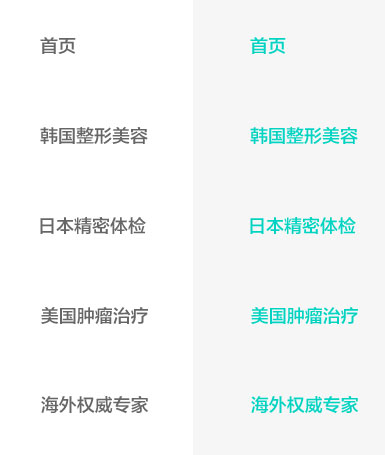 首页 首页
韩国整形美容 韩国整形美容
日本精密体检 日本精密体检
美国肿瘤治疗 美国肿瘤治疗
海外权威专家 海外权威专家